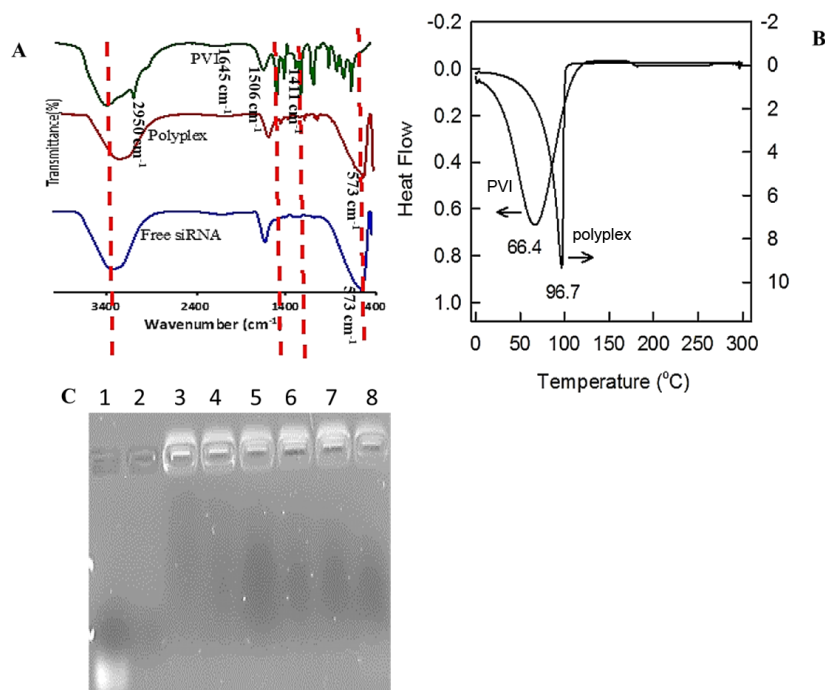 A
Transmittance(%)
PVI
2950 cm⁻¹
1645 cm⁻¹
1506 cm⁻¹
1411 cm⁻¹
Polyplex
573 cm⁻¹
Free siRNA
573 cm⁻¹
3400 2400 1400 400
Wavenumber (cm⁻¹)
B
-0.2
0.0
0.2
0.4
0.6
0.8
1.0
Heat Flow
-2
0
2
4
6
8
10
PVI
66.4
polyplex
96.7
0 50 100 150 200 250 300
Temperature (°C)
C
1 2 3 4 5 6 7 8